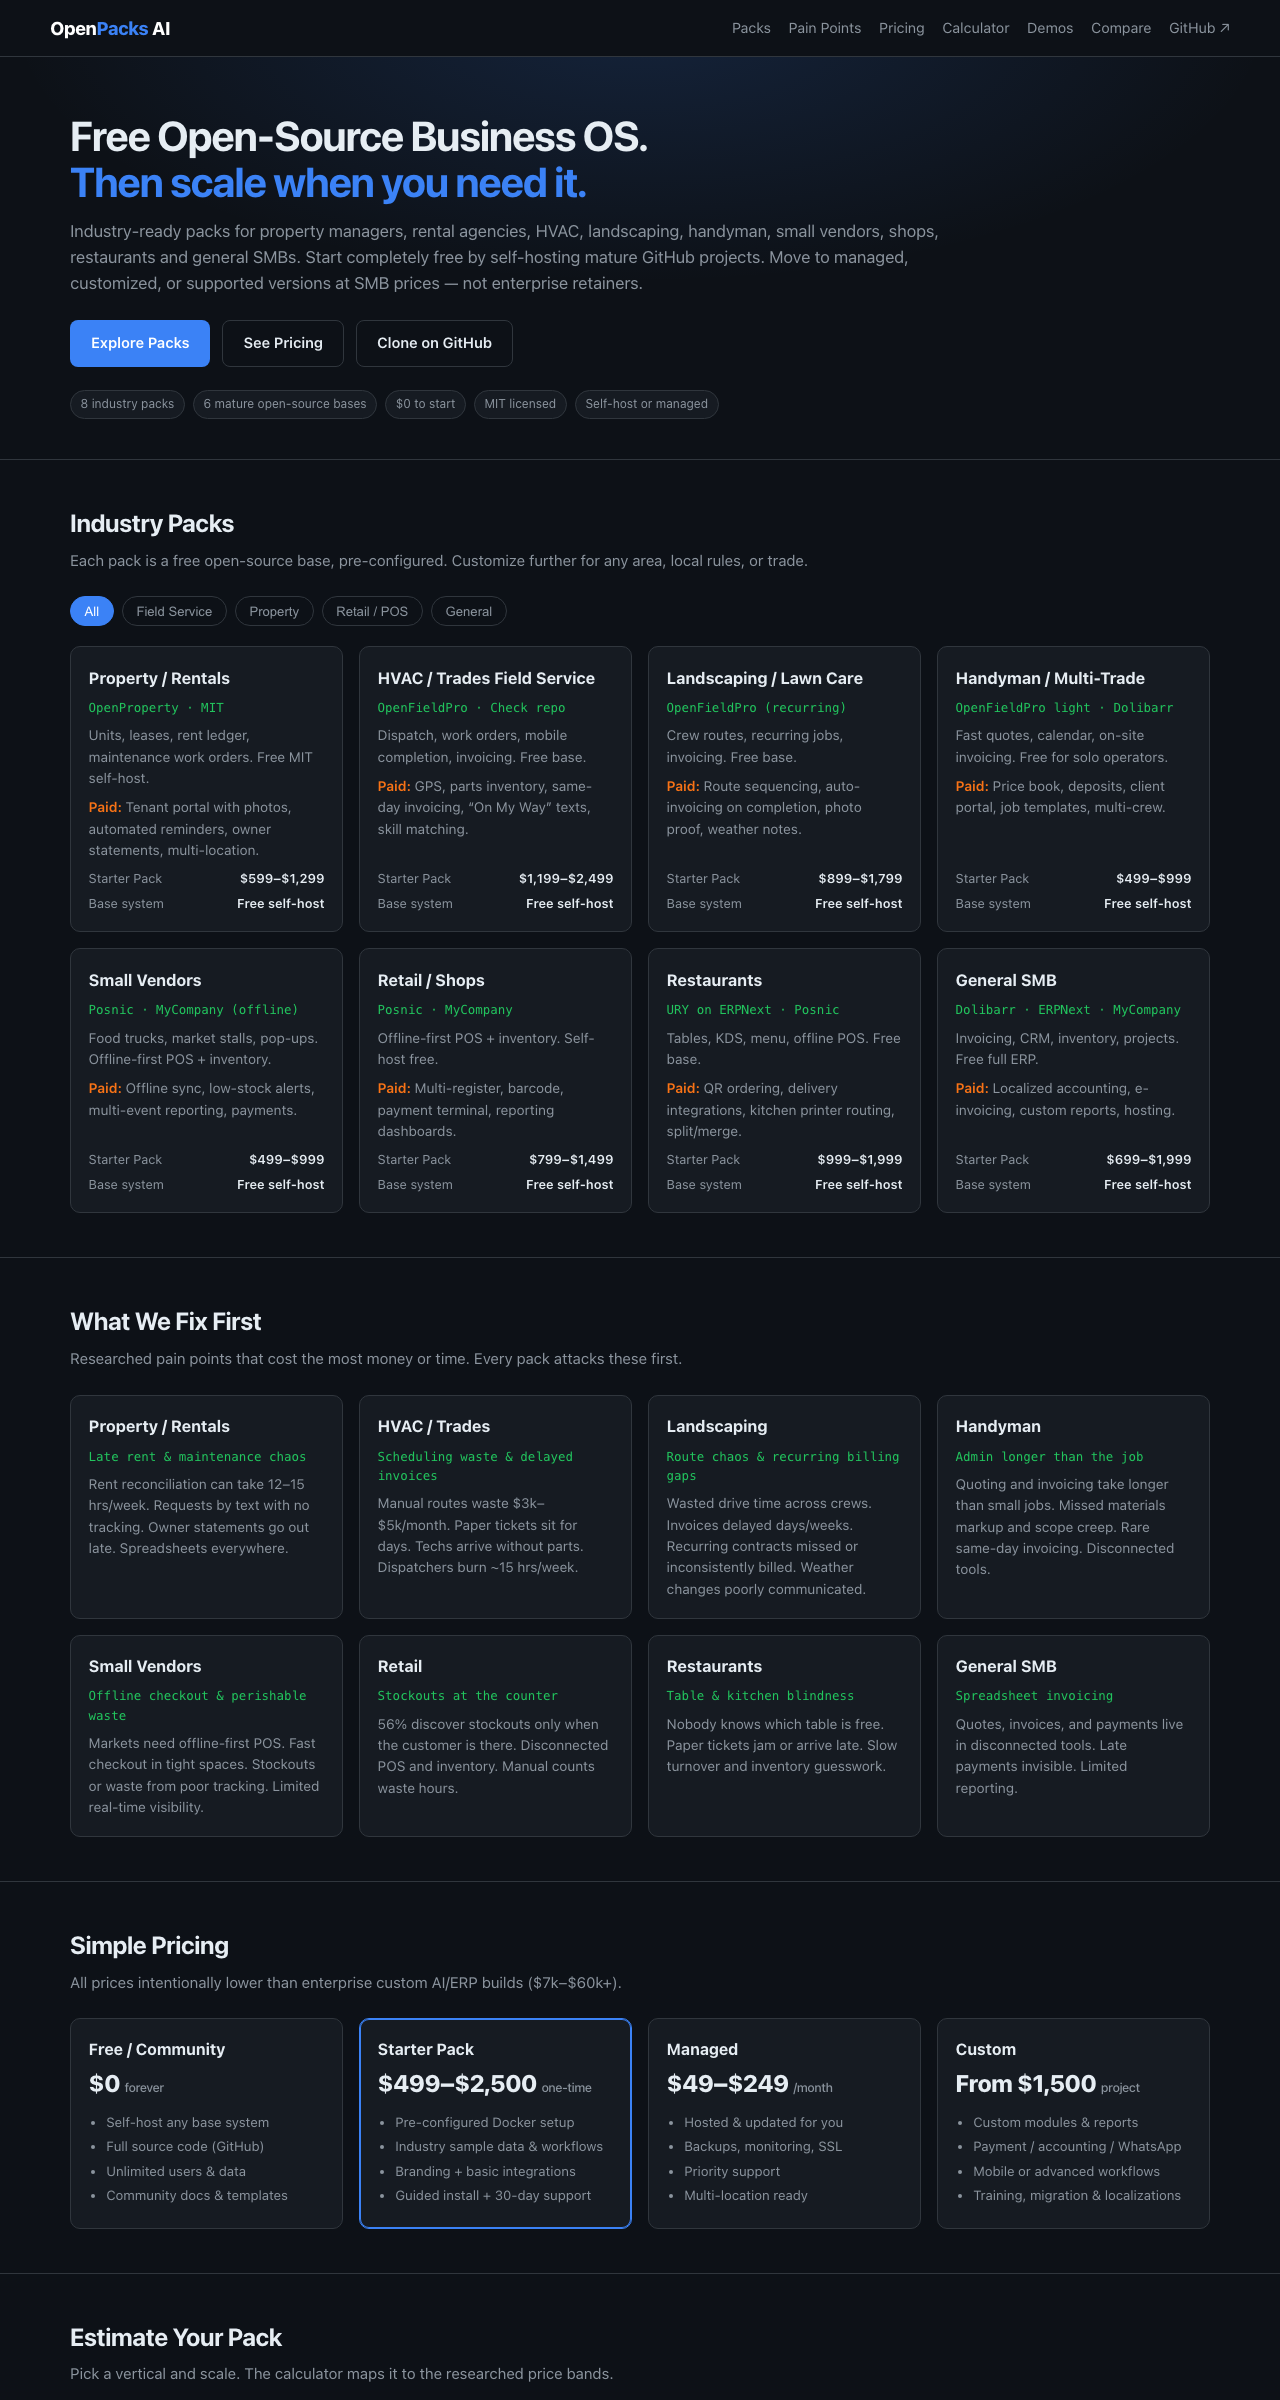 OpenPacks AI
Packs Pain Points Pricing Calculator Demos Compare GitHub ↗
Free Open-Source Business OS.
Then scale when you need it.
Industry-ready packs for property managers, rental agencies, HVAC, landscaping, handyman, small vendors, shops,
restaurants and general SMBs. Start completely free by self-hosting mature GitHub projects. Move to managed,
customized, or supported versions at SMB prices — not enterprise retainers.
Explore Packs See Pricing Clone on GitHub
8 industry packs 6 mature open-source bases $0 to start MIT licensed Self-host or managed
Industry Packs
Each pack is a free open-source base, pre-configured. Customize further for any area, local rules, or trade.
All Field Service Property Retail / POS General
Property / Rentals
OpenProperty · MIT
Units, leases, rent ledger,
maintenance work orders. Free MIT
self-host.
Paid: Tenant portal with photos,
automated reminders, owner
statements, multi-location.
Starter Pack $599–$1,299
Base system Free self-host
HVAC / Trades Field Service
OpenFieldPro · Check repo
Dispatch, work orders, mobile
completion, invoicing. Free base.
Paid: GPS, parts inventory, same-
day invoicing, “On My Way” texts,
skill matching.
Starter Pack $1,199–$2,499
Base system Free self-host
Landscaping / Lawn Care
OpenFieldPro (recurring)
Crew routes, recurring jobs,
invoicing. Free base.
Paid: Route sequencing, auto-
invoicing on completion, photo
proof, weather notes.
Starter Pack $899–$1,799
Base system Free self-host
Handyman / Multi-Trade
OpenFieldPro light · Dolibarr
Fast quotes, calendar, on-site
invoicing. Free for solo operators.
Paid: Price book, deposits, client
portal, job templates, multi-crew.
Starter Pack $499–$999
Base system Free self-host
Small Vendors
Posnic · MyCompany (offline)
Food trucks, market stalls, pop-ups.
Offline-first POS + inventory.
Paid: Offline sync, low-stock alerts,
multi-event reporting, payments.
Starter Pack $499–$999
Base system Free self-host
Retail / Shops
Posnic · MyCompany
Offline-first POS + inventory. Self-
host free.
Paid: Multi-register, barcode,
payment terminal, reporting
dashboards.
Starter Pack $799–$1,499
Base system Free self-host
Restaurants
URY on ERPNext · Posnic
Tables, KDS, menu, offline POS. Free
base.
Paid: QR ordering, delivery
integrations, kitchen printer routing,
split/merge.
Starter Pack $999–$1,999
Base system Free self-host
General SMB
Dolibarr · ERPNext · MyCompany
Invoicing, CRM, inventory, projects.
Free full ERP.
Paid: Localized accounting, e-
invoicing, custom reports, hosting.
Starter Pack $699–$1,999
Base system Free self-host
What We Fix First
Researched pain points that cost the most money or time. Every pack attacks these first.
Property / Rentals
Late rent & maintenance chaos
Rent reconciliation can take 12–15
hrs/week. Requests by text with no
tracking. Owner statements go out
late. Spreadsheets everywhere.
HVAC / Trades
Scheduling waste & delayed
invoices
Manual routes waste $3k–
$5k/month. Paper tickets sit for
days. Techs arrive without parts.
Dispatchers burn ~15 hrs/week.
Landscaping
Route chaos & recurring billing
gaps
Wasted drive time across crews.
Invoices delayed days/weeks.
Recurring contracts missed or
inconsistently billed. Weather
changes poorly communicated.
Handyman
Admin longer than the job
Quoting and invoicing take longer
than small jobs. Missed materials
markup and scope creep. Rare
same-day invoicing. Disconnected
tools.
Small Vendors
Offline checkout & perishable
waste
Markets need offline-first POS. Fast
checkout in tight spaces. Stockouts
or waste from poor tracking. Limited
real-time visibility.
Retail
Stockouts at the counter
56% discover stockouts only when
the customer is there. Disconnected
POS and inventory. Manual counts
waste hours.
Restaurants
Table & kitchen blindness
Nobody knows which table is free.
Paper tickets jam or arrive late. Slow
turnover and inventory guesswork.
General SMB
Spreadsheet invoicing
Quotes, invoices, and payments live
in disconnected tools. Late
payments invisible. Limited
reporting.
Simple Pricing
All prices intentionally lower than enterprise custom AI/ERP builds ($7k–$60k+).
Free / Community
$0 forever
• Self-host any base system
• Full source code (GitHub)
• Unlimited users & data
• Community docs & templates
Starter Pack
$499–$2,500 one-time
• Pre-configured Docker setup
• Industry sample data & workflows
• Branding + basic integrations
• Guided install + 30-day support
Managed
$49–$249 /month
• Hosted & updated for you
• Backups, monitoring, SSL
• Priority support
• Multi-location ready
Custom
From $1,500 project
• Custom modules & reports
• Payment / accounting / WhatsApp
• Mobile or advanced workflows
• Training, migration & localizations
Estimate Your Pack
Pick a vertical and scale. The calculator maps it to the researched price bands.